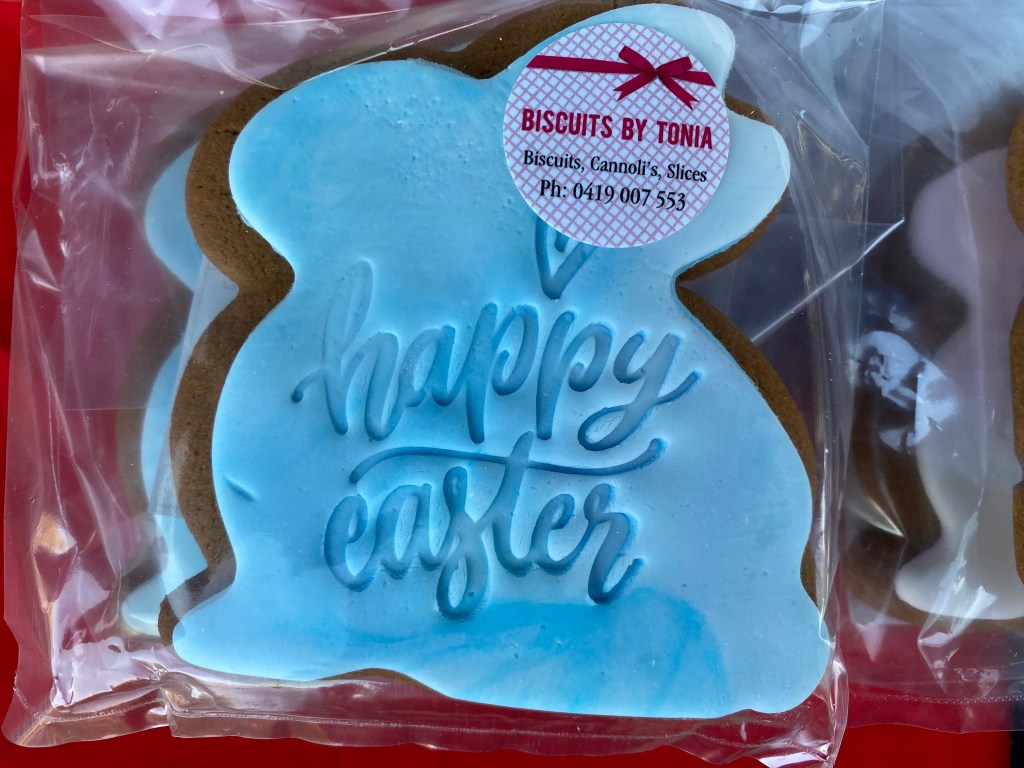 BISCUITS BY TONIA
Biscuits, Cannoli's, Slices
Ph: 0419 007 553
happy
easter